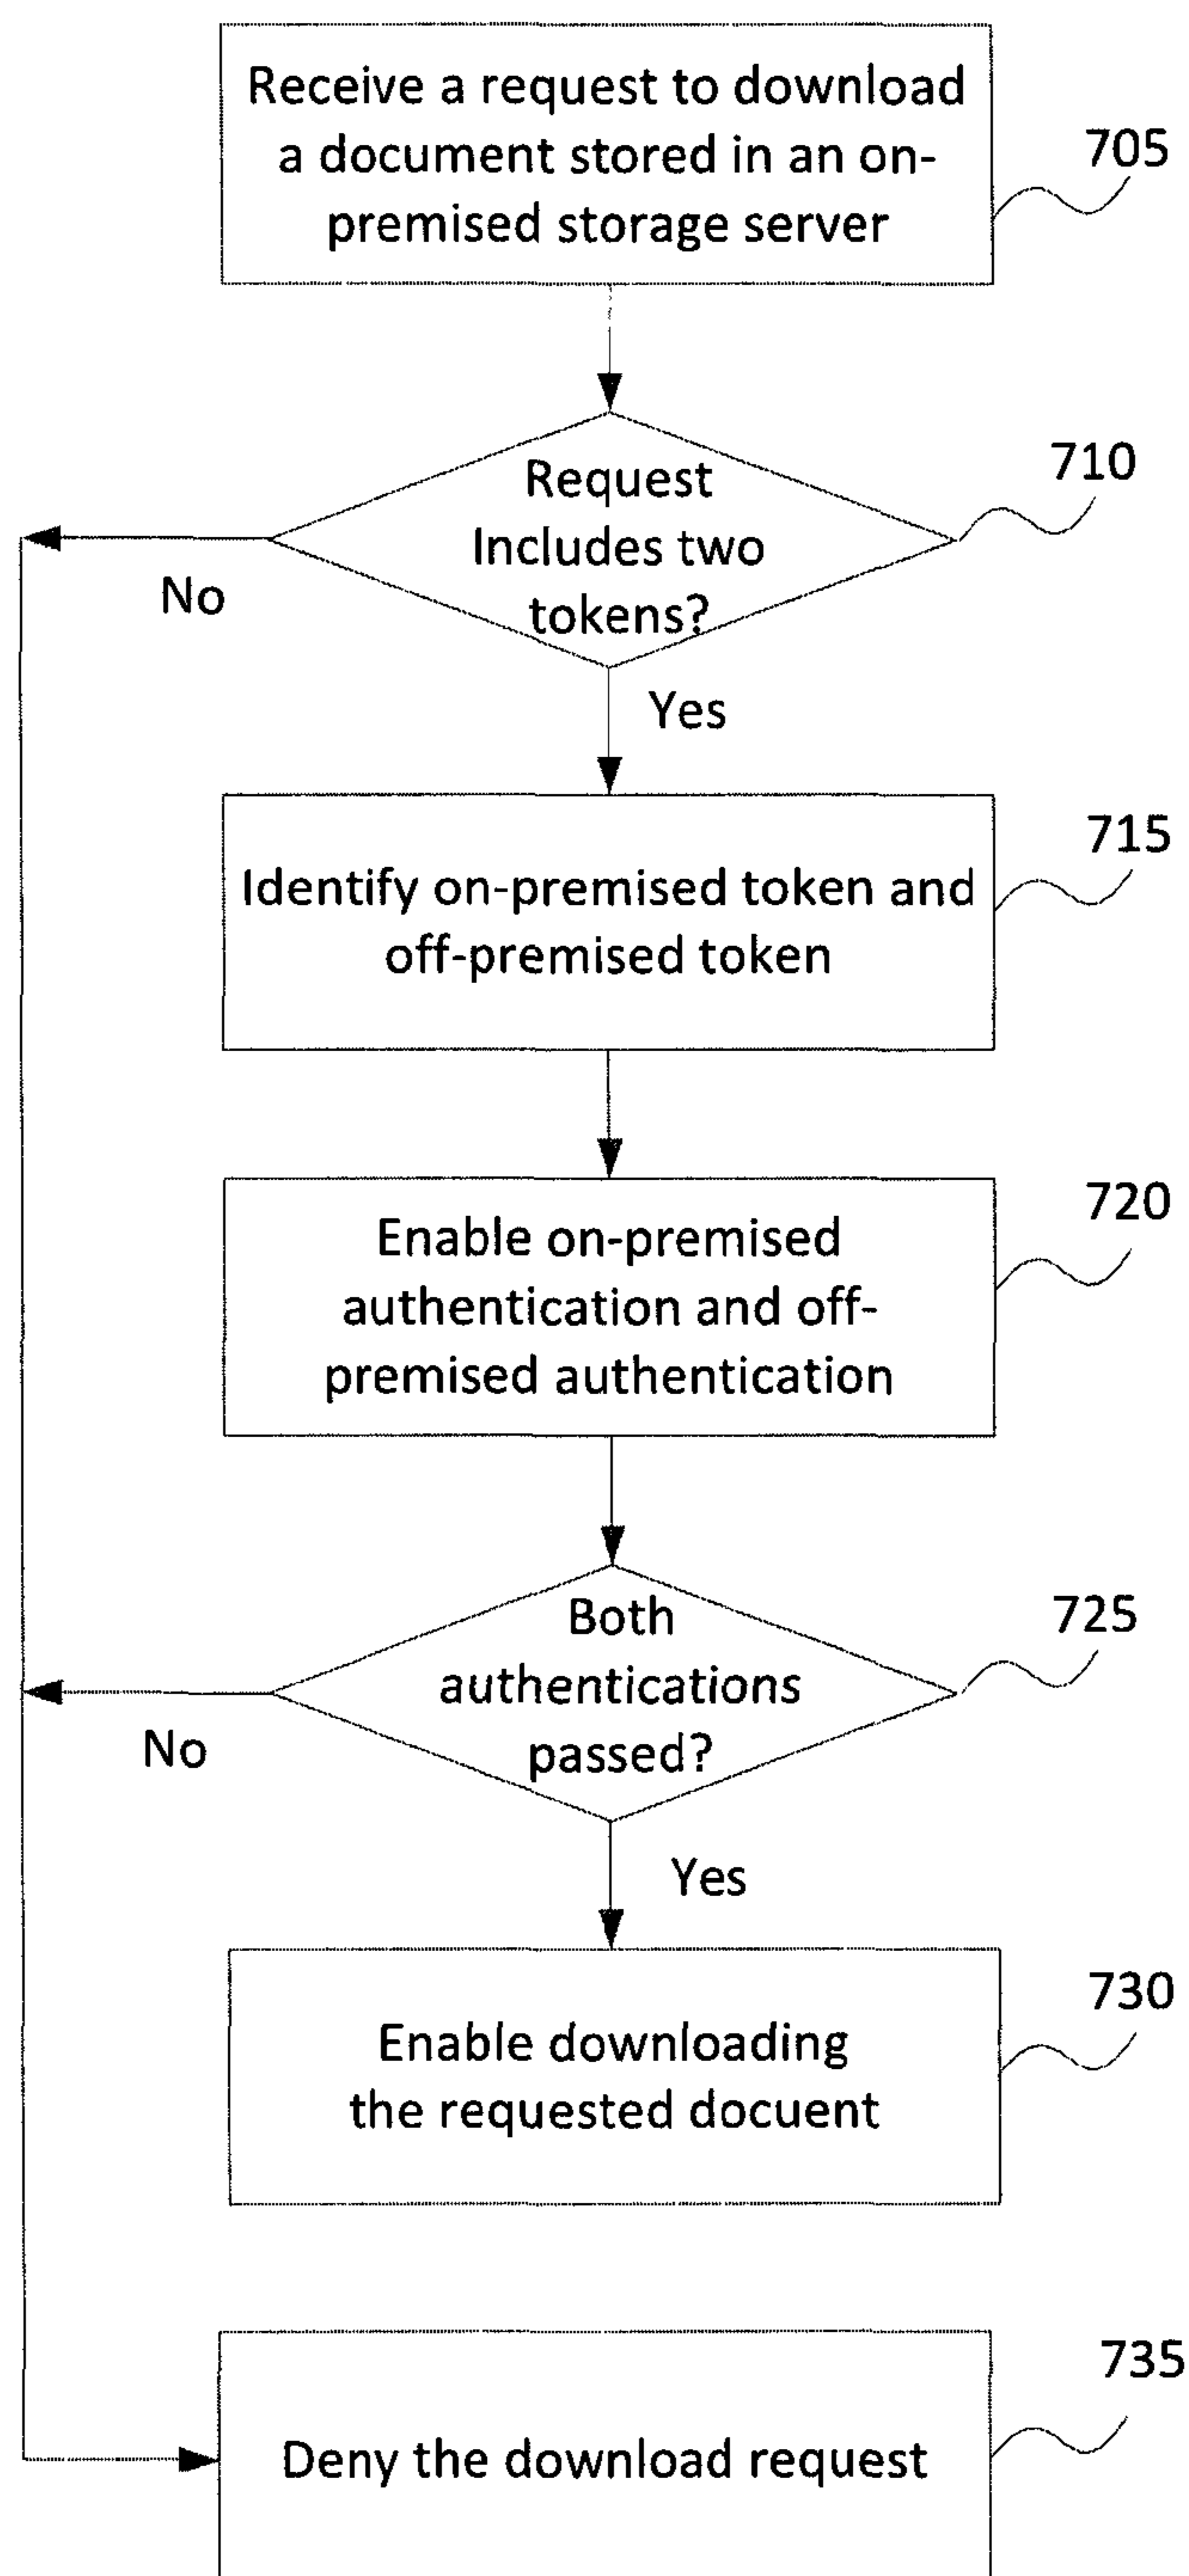 Receive a request to download
a document stored in an on-
premised storage server
705
Request
Includes two
tokens?
710
No
Yes
Identify on-premised token and
off-premised token
715
Enable on-premised
authentication and off-
premised authentication
720
Both
authentications
passed?
725
No
Yes
Enable downloading
the requested docuent
730
Deny the download request
735